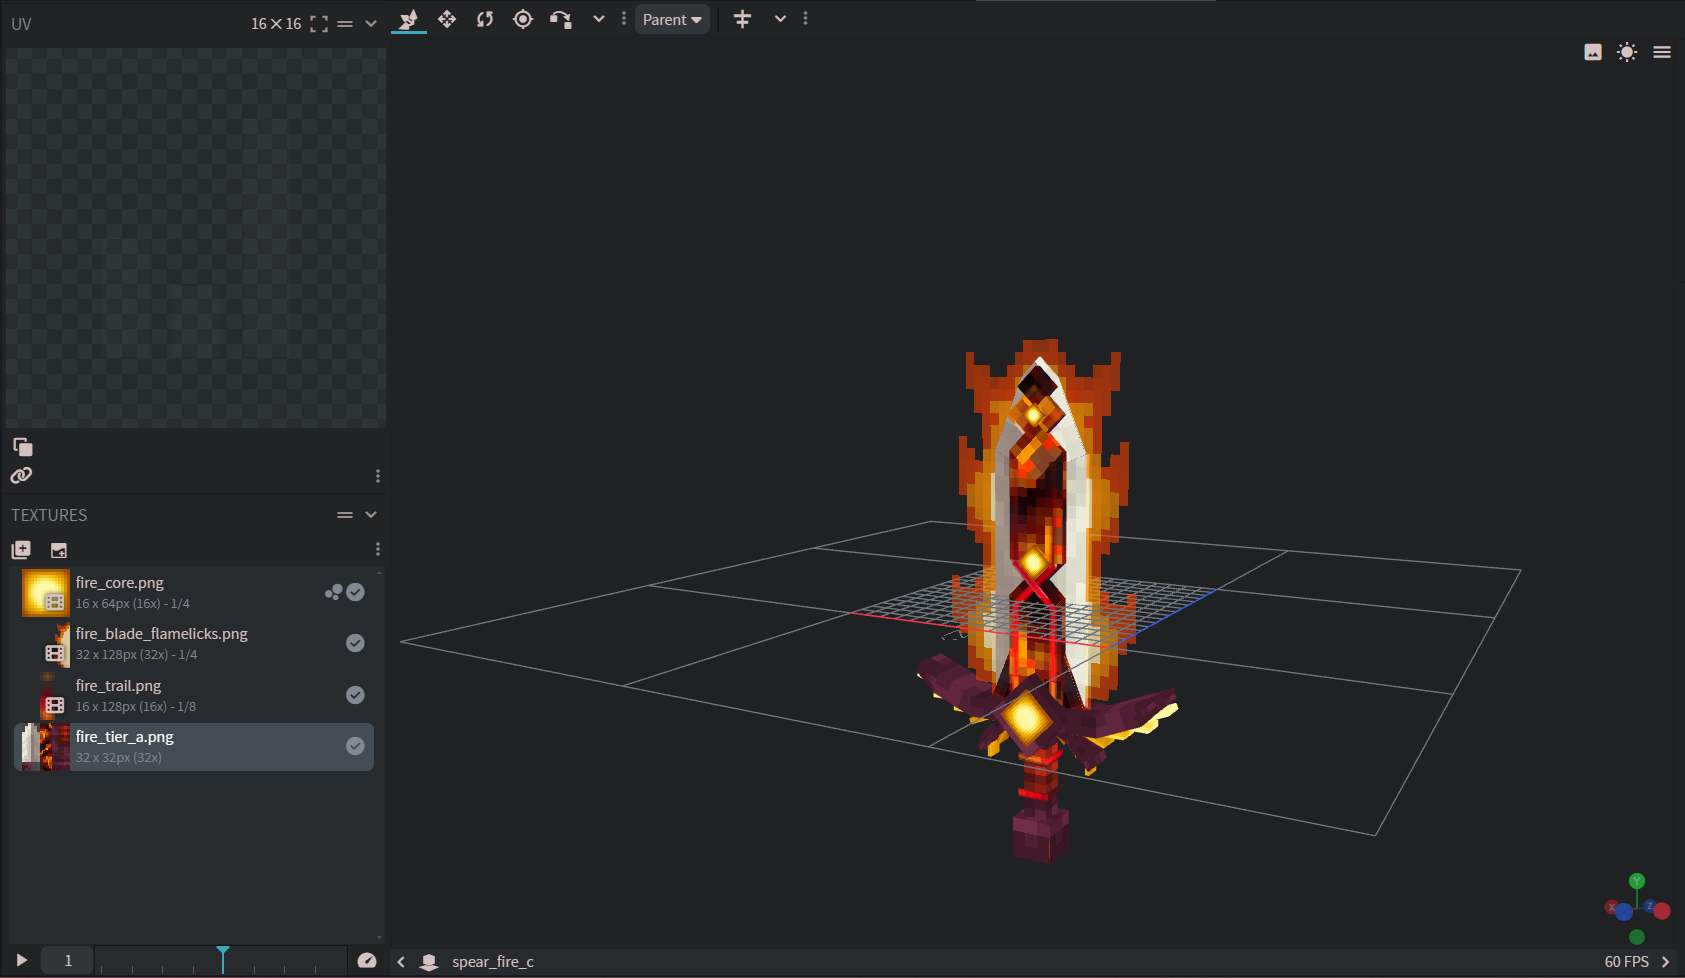 UV
16×16
Parent
TEXTURES
fire_core.png
16 x 64px (16x) - 1/4
fire_blade_flamelicks.png
32 x 128px (32x) - 1/4
fire_trail.png
16 x 128px (16x) - 1/8
fire_tier_a.png
32 x 32px (32x)
Y
X
Z
1
spear_fire_c
60 FPS